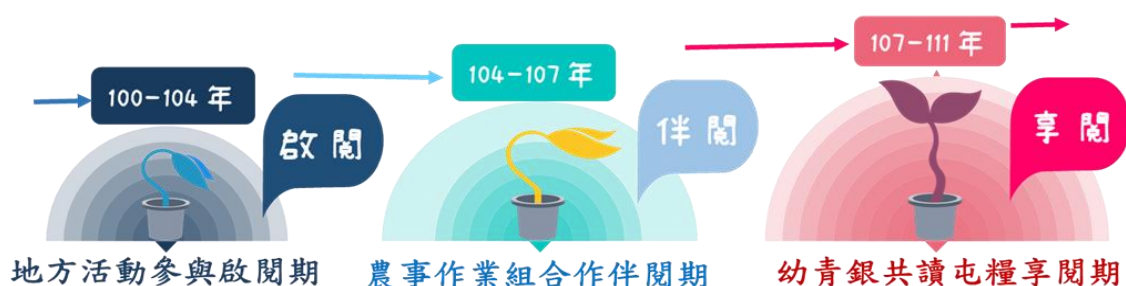 100-104 年
啟閱
地方活動參與啟閱期
104-107 年
伴閱
農事作業組合作伴閱期
107-111 年
享閱
幼青銀共讀屯糧享閱期